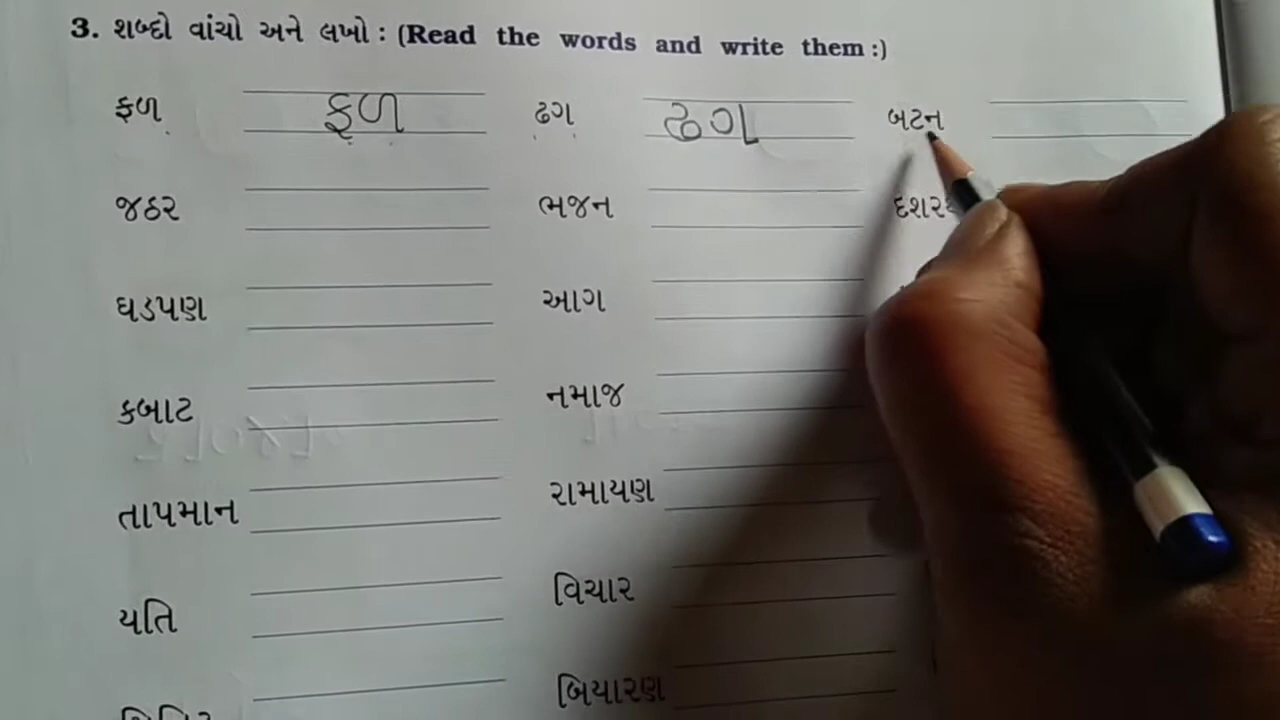 3. શબ્દો વાંચો અને લખો : (Read the words and write them :)
ફળ ફળ ઢગ ઢગ બટન
જઠર ભજન
ઘડપણ આગ
કબાટ નમાજ
તાપમાન રામાયણ
યતિ વિચાર
બિયારણ